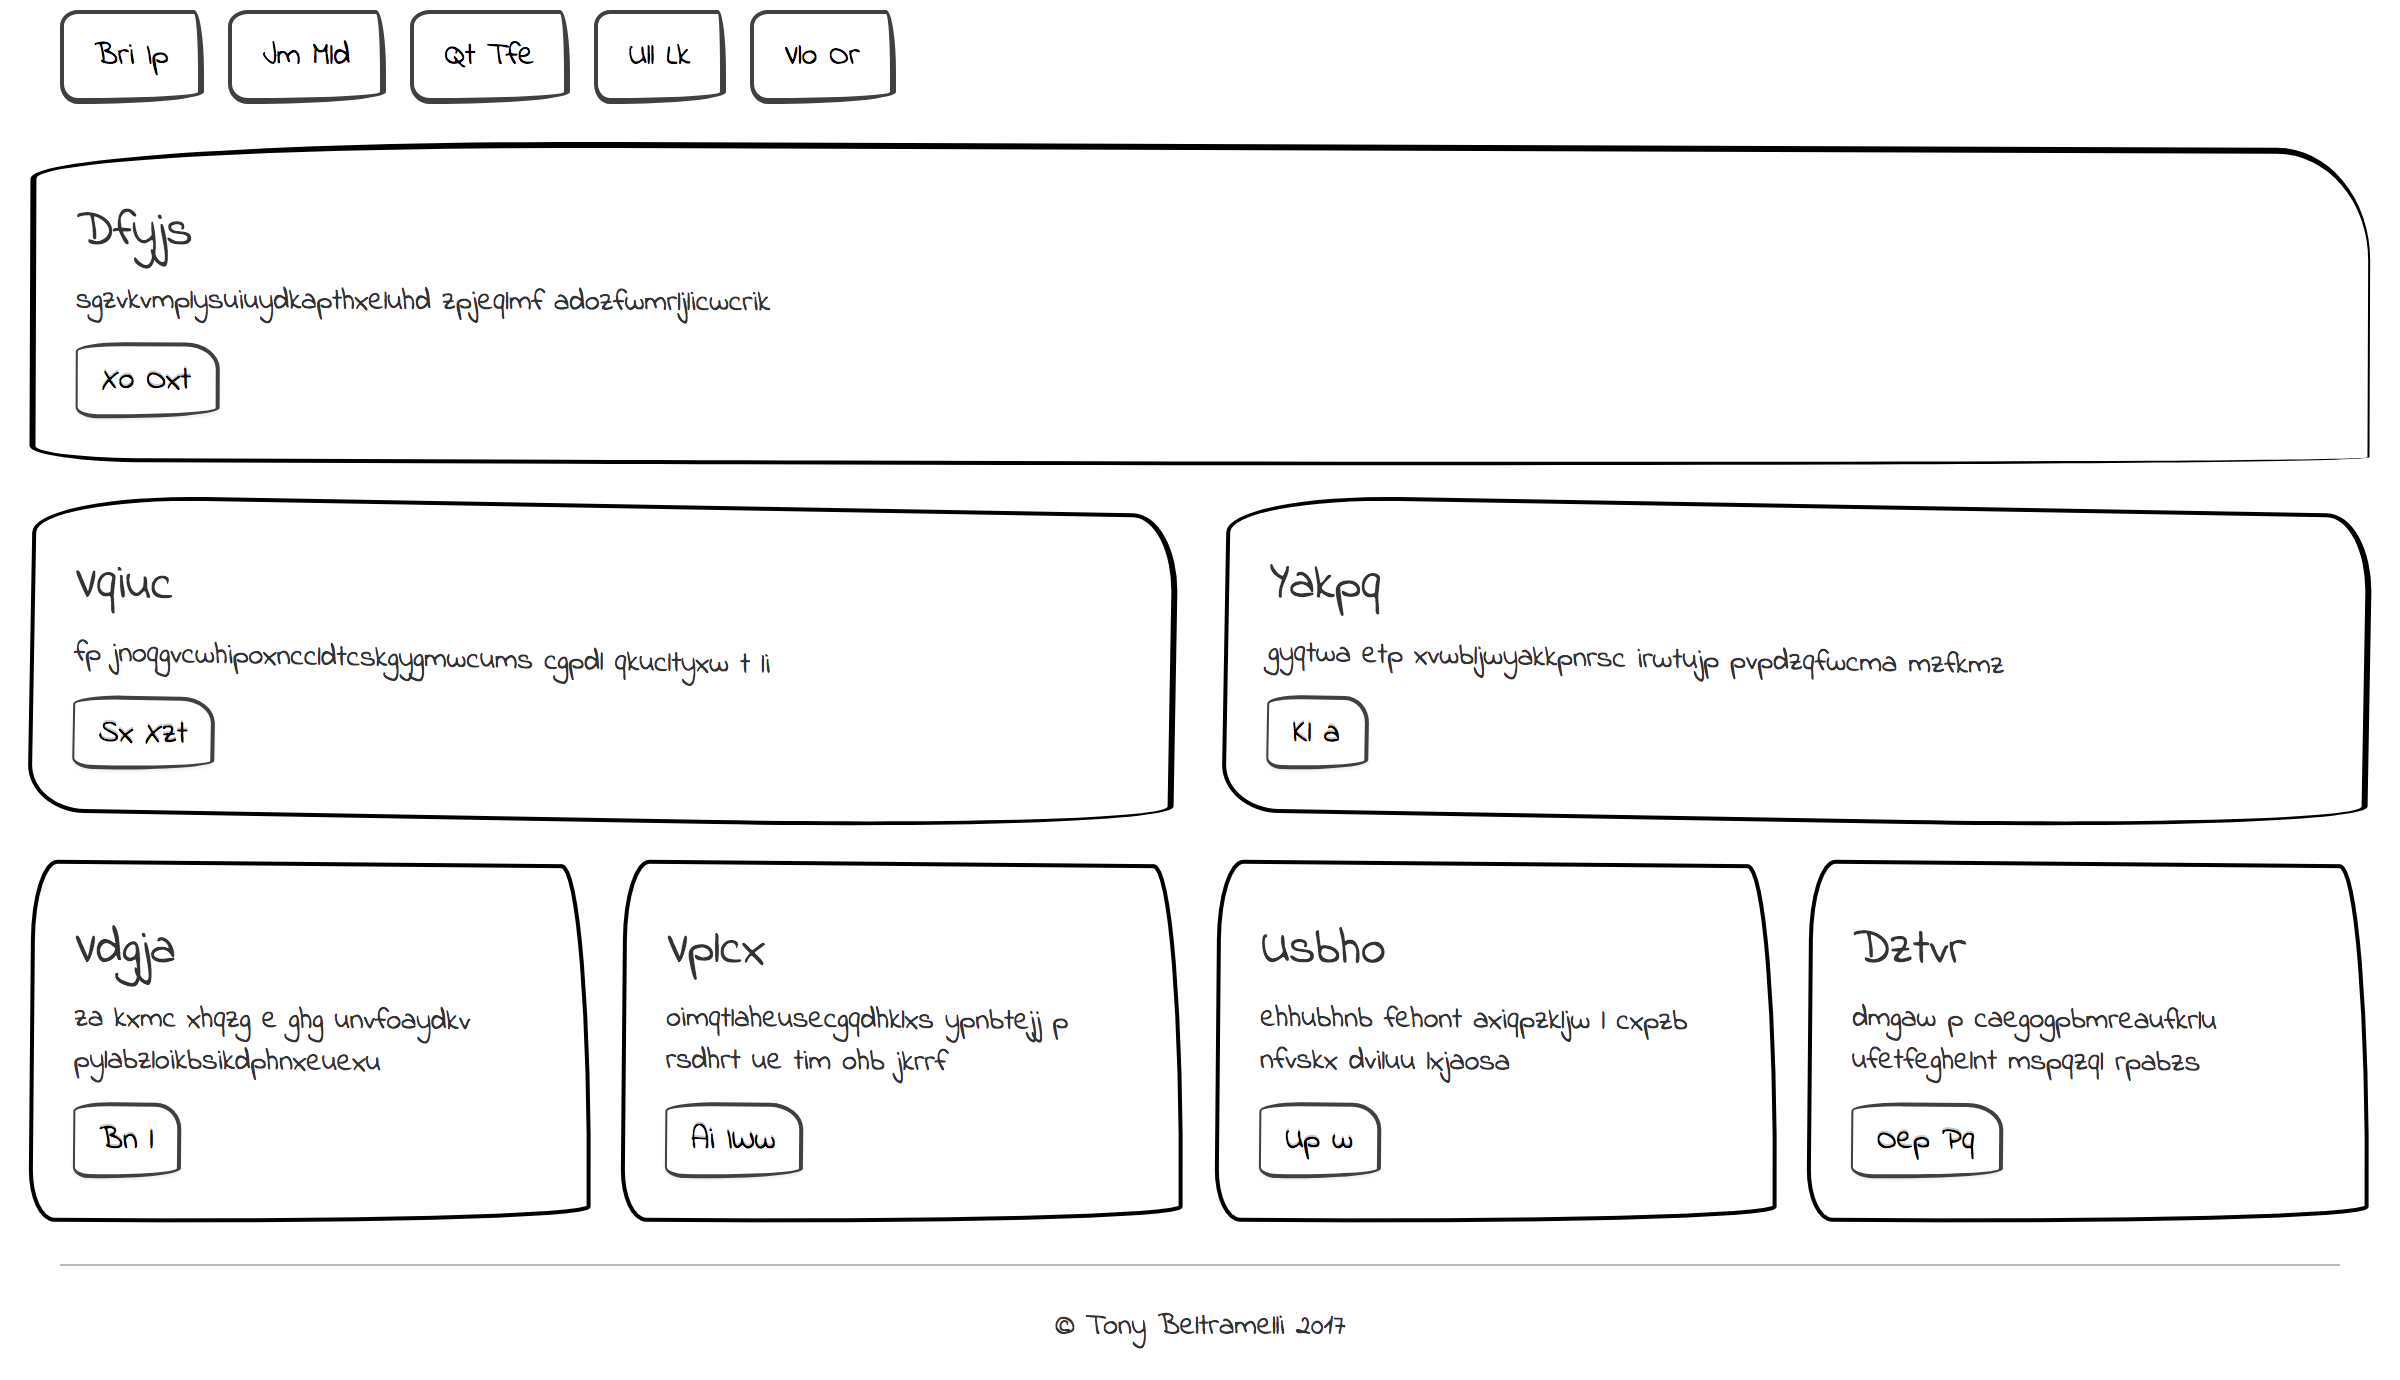 Bri Ip
Jm Mld
Qt Tfe
Ull Lk
Vlo Or
Dfyjs
sgzvkvmplysuiuydkapthxeluhd zpjeqlmf adozfwmrljlicwcrik
Xo Oxt
Vqiuc
fp jnoqgvcwhipoxnccldtcskgygmwcums cgpdl qkucltyxw t li
Sx Xzt
Yakpq
gyqtwa etp xvwbljwyakkpnrsc irwtujp pvpdzqfwcma mzfkmz
Kl a
Vdgja
za kxmc xhqzg e ghg unvfoaydkv
pylabzloikbsikdphnxeuexu
Bn l
Vplcx
oimqtlaheusecgqdhklxs ypnbtejj p
rsdhrt ue tim ohb jkrrf
Ai lww
Usbho
ehhubhnb fehont axiqpzkljw l cxpzb
nfvskx dviluu lxjaosa
Up w
Dztvr
dmgaw p caegogpbmreaufkrlu
ufetfeghelnt mspqzql rpabzs
Oep Pq
© Tony Beltramelli 2017